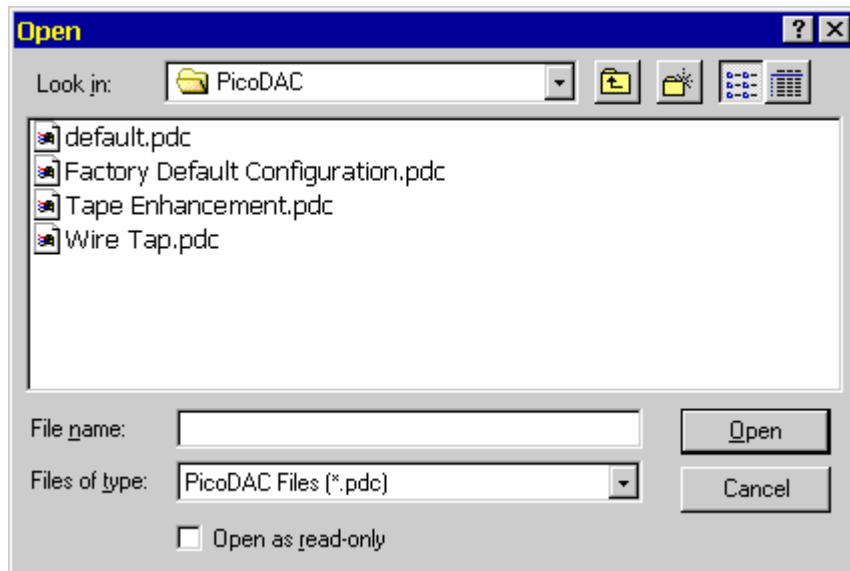 Open
Look in: PicoDAC
default.pdc
Factory Default Configuration.pdc
Tape Enhancement.pdc
Wire Tap.pdc
File name: Open
Files of type: PicoDAC Files (*.pdc) Cancel
Open as read-only